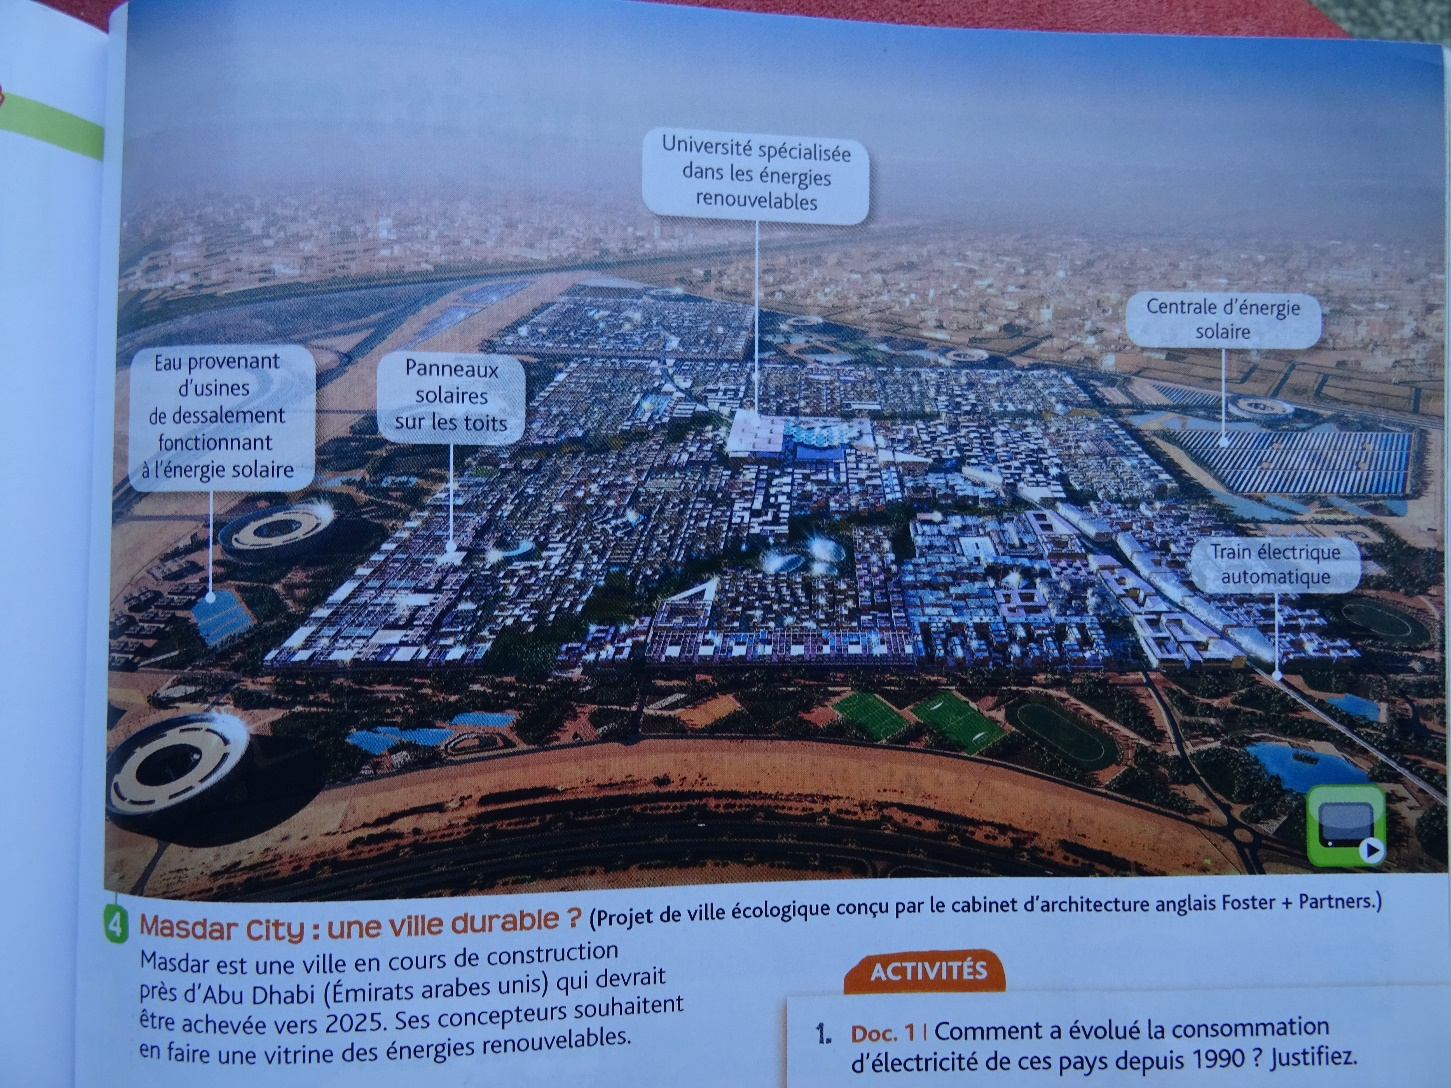 Université spécialisée
dans les énergies
renouvelables
Centrale d'énergie
solaire
Eau provenant
d'usines
de dessalement
fonctionnant
à l'énergie solaire
Panneaux
solaires
sur les toits
Train électrique
automatique
4 Masdar City : une ville durable ? (Projet de ville écologique conçu par le cabinet d'architecture anglais Foster + Partners.)
Masdar est une ville en cours de construction
près d'Abu Dhabi (Émirats arabes unis) qui devrait
être achevée vers 2025. Ses concepteurs souhaitent
en faire une vitrine des énergies renouvelables.
ACTIVITÉS
1. Doc. 1 | Comment a évolué la consommation
d'électricité de ces pays depuis 1990 ? Justifiez.